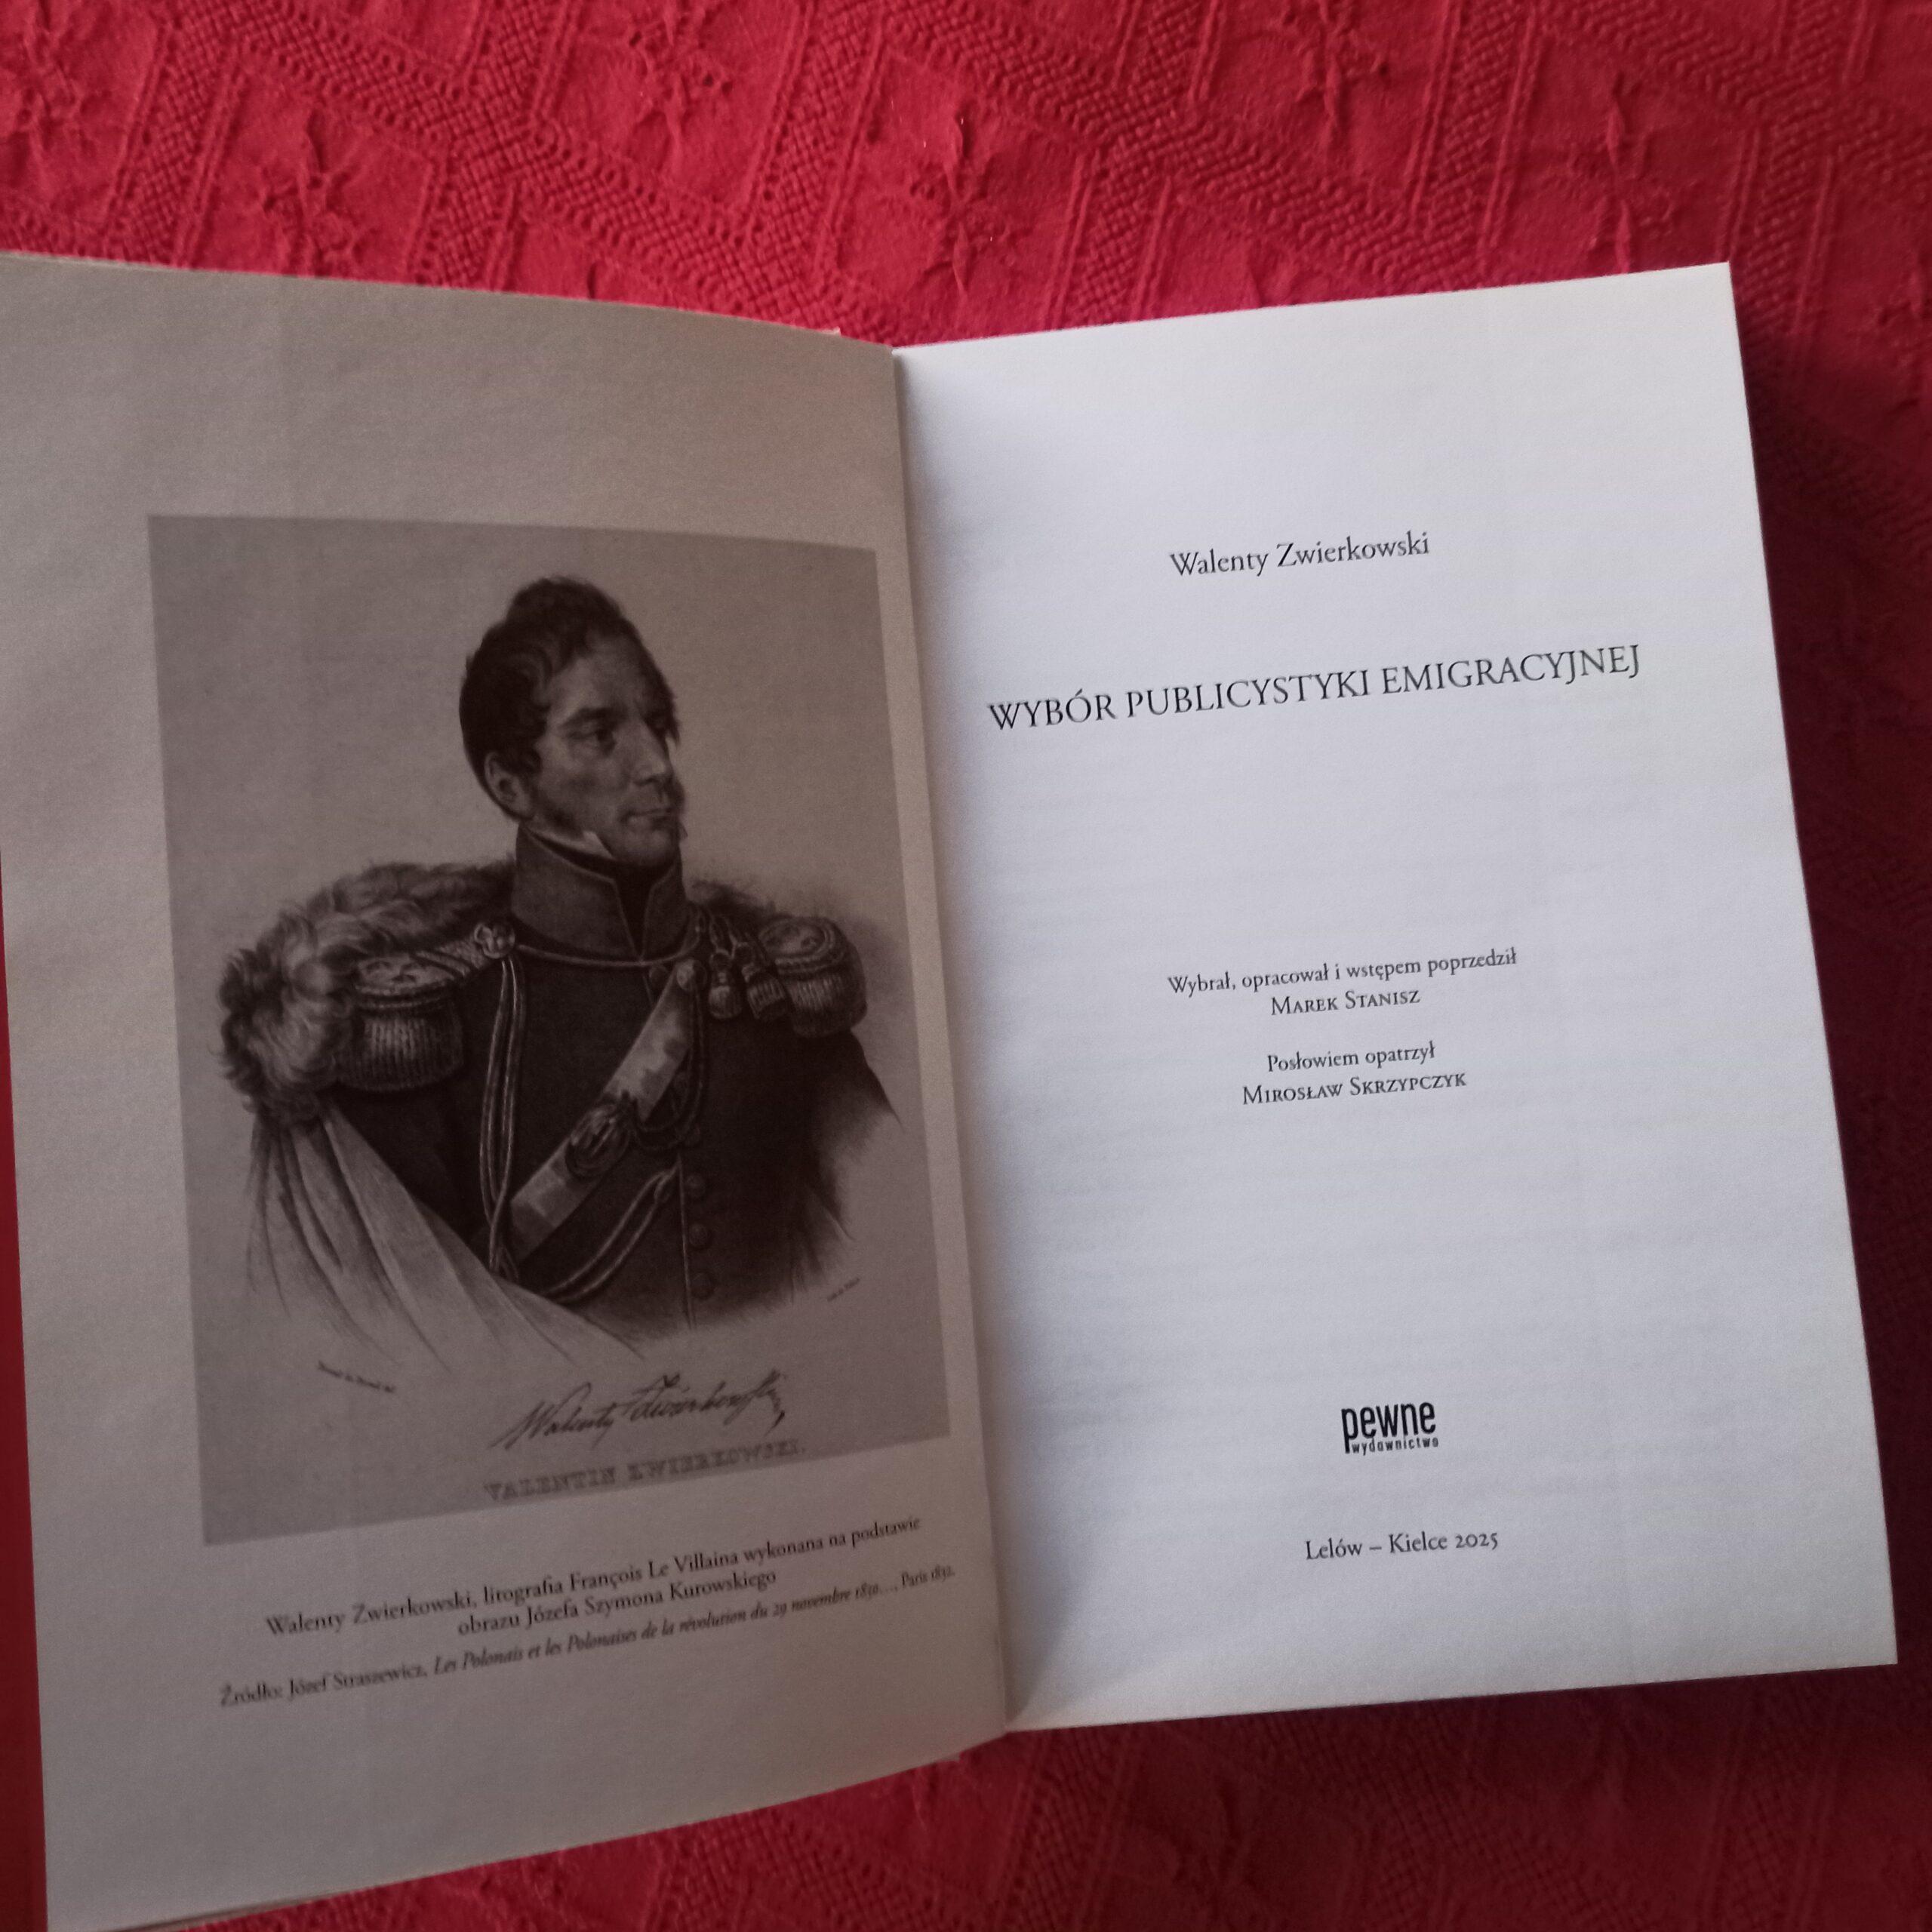 Walenty Zwierkowski
VALENTIN ZWIERKOWSKI.
Walenty Zwierkowski, litografia François Le Villaina wykonana na podstawie
obrazu Józefa Szymona Kurowskiego
Źródło: Józef Straszewicz, Les Polonais et les Polonaises de la révolution du 29 novembre 1830…, Paris 1832.
Walenty Zwierkowski
WYBÓR PUBLICYSTYKI EMIGRACYJNEJ
Wybrał, opracował i wstępem poprzedził
MAREK STANISZ
Posłowiem opatrzył
MIROSŁAW SKRZYPCZYK
pewne
wydawnictwo
Lelów – Kielce 2025